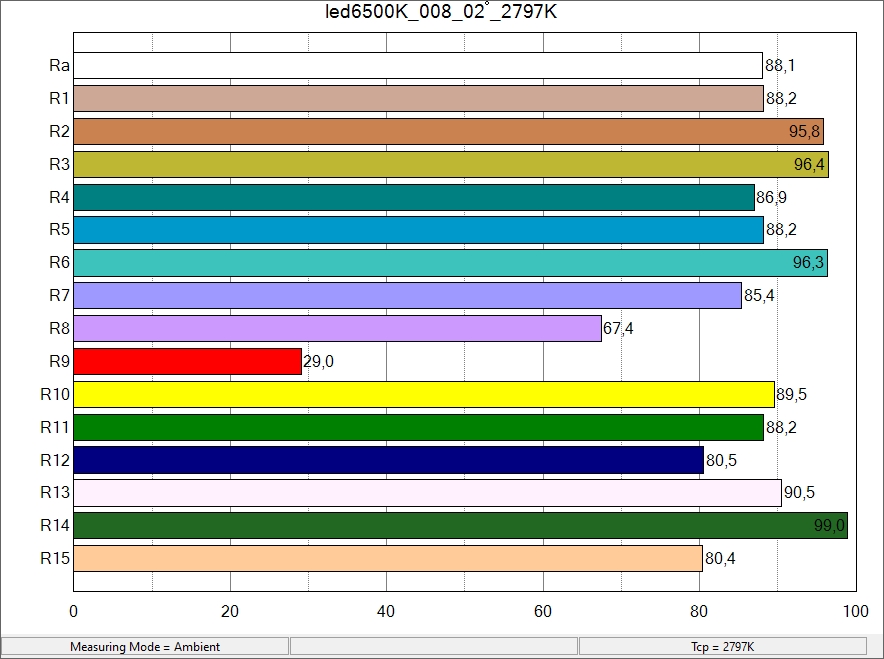 led6500K_008_02°_2797K
Ra 88,1
R1 88,2
R2 95,8
R3 96,4
R4 86,9
R5 88,2
R6 96,3
R7 85,4
R8 67,4
R9 29,0
R10 89,5
R11 88,2
R12 80,5
R13 90,5
R14 99,0
R15 80,4
0 20 40 60 80 100
Measuring Mode = Ambient Tcp = 2797K